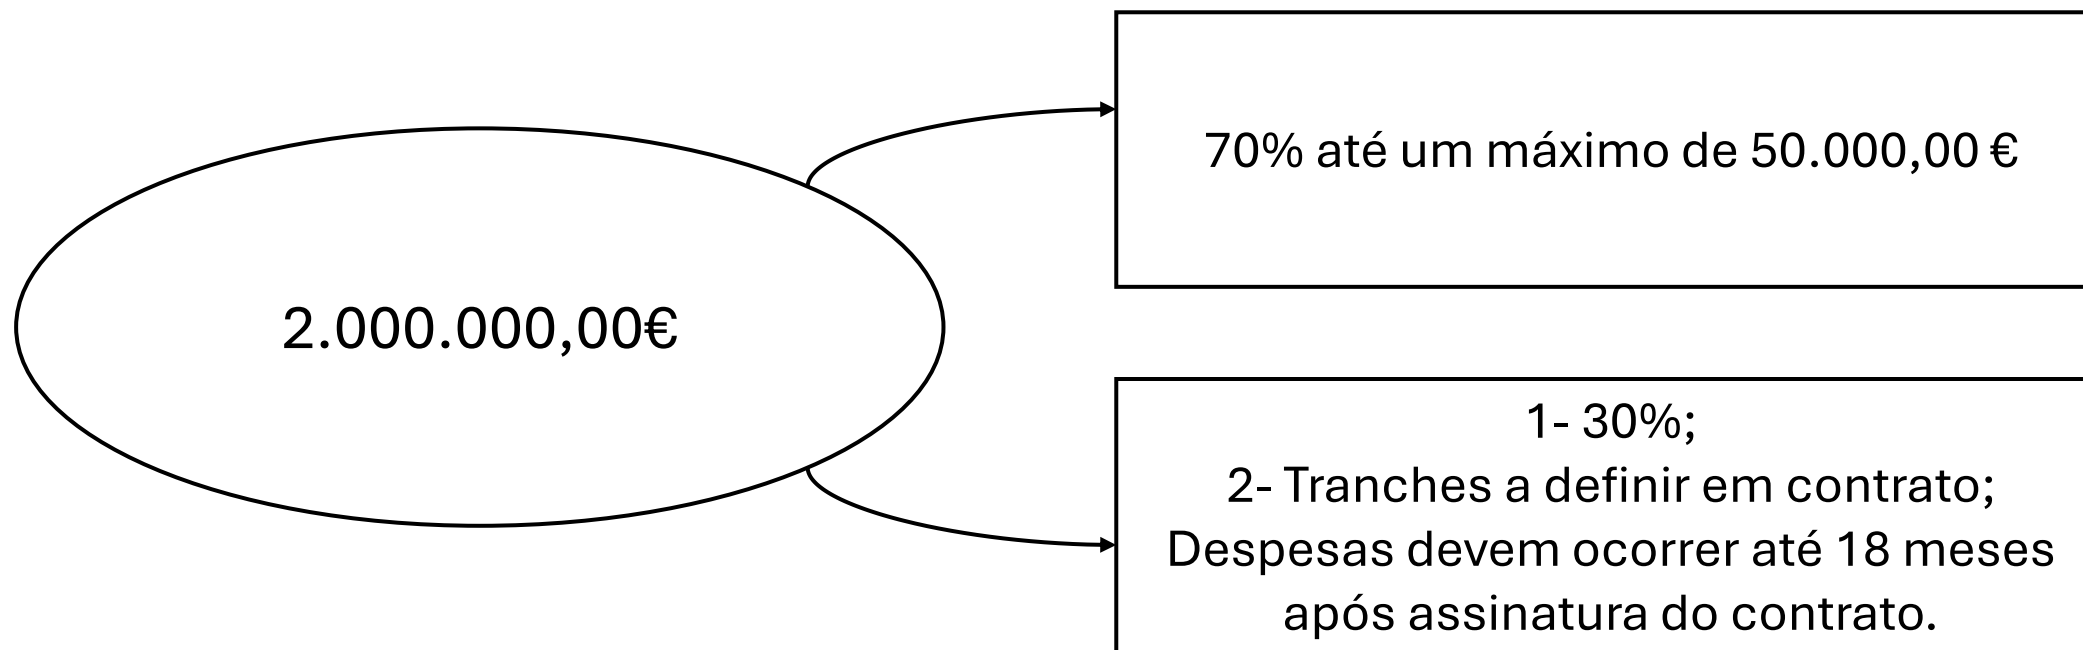 70% até um máximo de 50.000,00 €
2.000.000,00€
1- 30%;
2- Tranches a definir em contrato;
Despesas devem ocorrer até 18 meses
após assinatura do contrato.